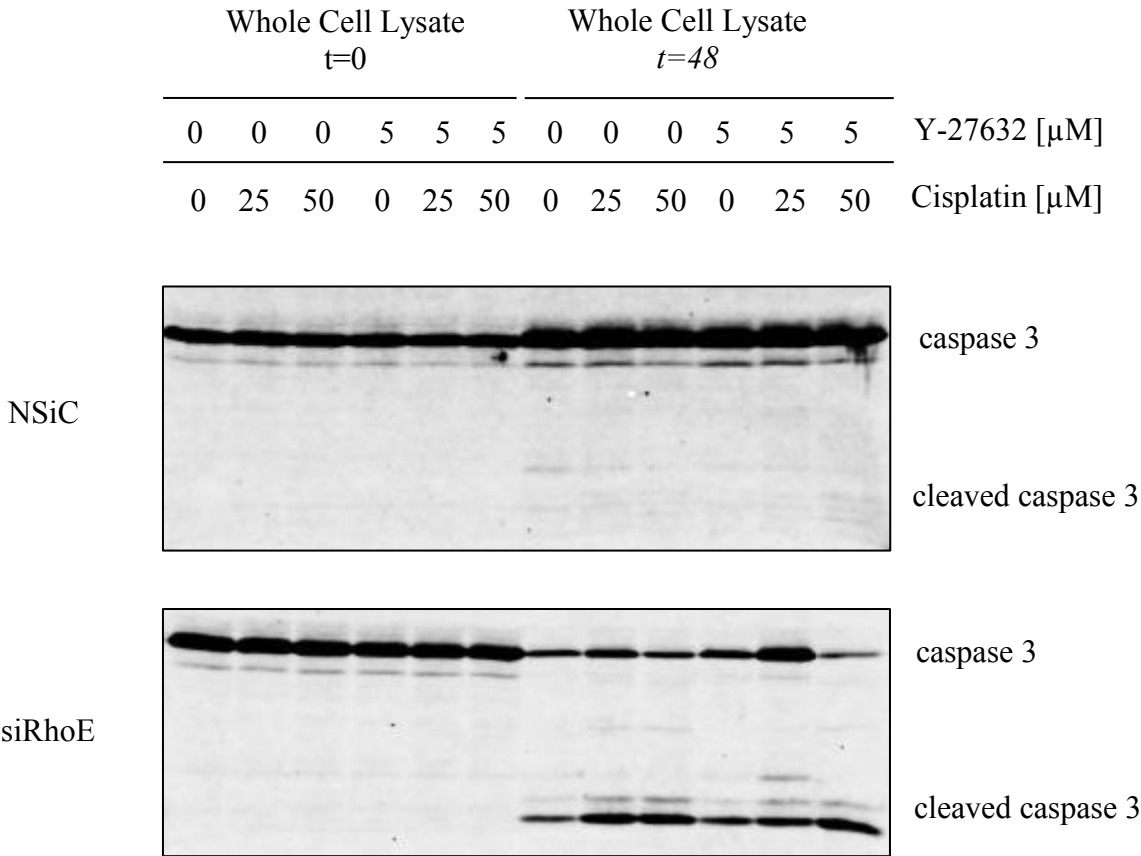 Whole Cell Lysate Whole Cell Lysate
t=0 t=48
0 0 0 5 5 5 0 0 0 5 5 5 Y-27632 [µM]
0 25 50 0 25 50 0 25 50 0 25 50 Cisplatin [µM]
caspase 3
NSiC
cleaved caspase 3
caspase 3
siRhoE
cleaved caspase 3